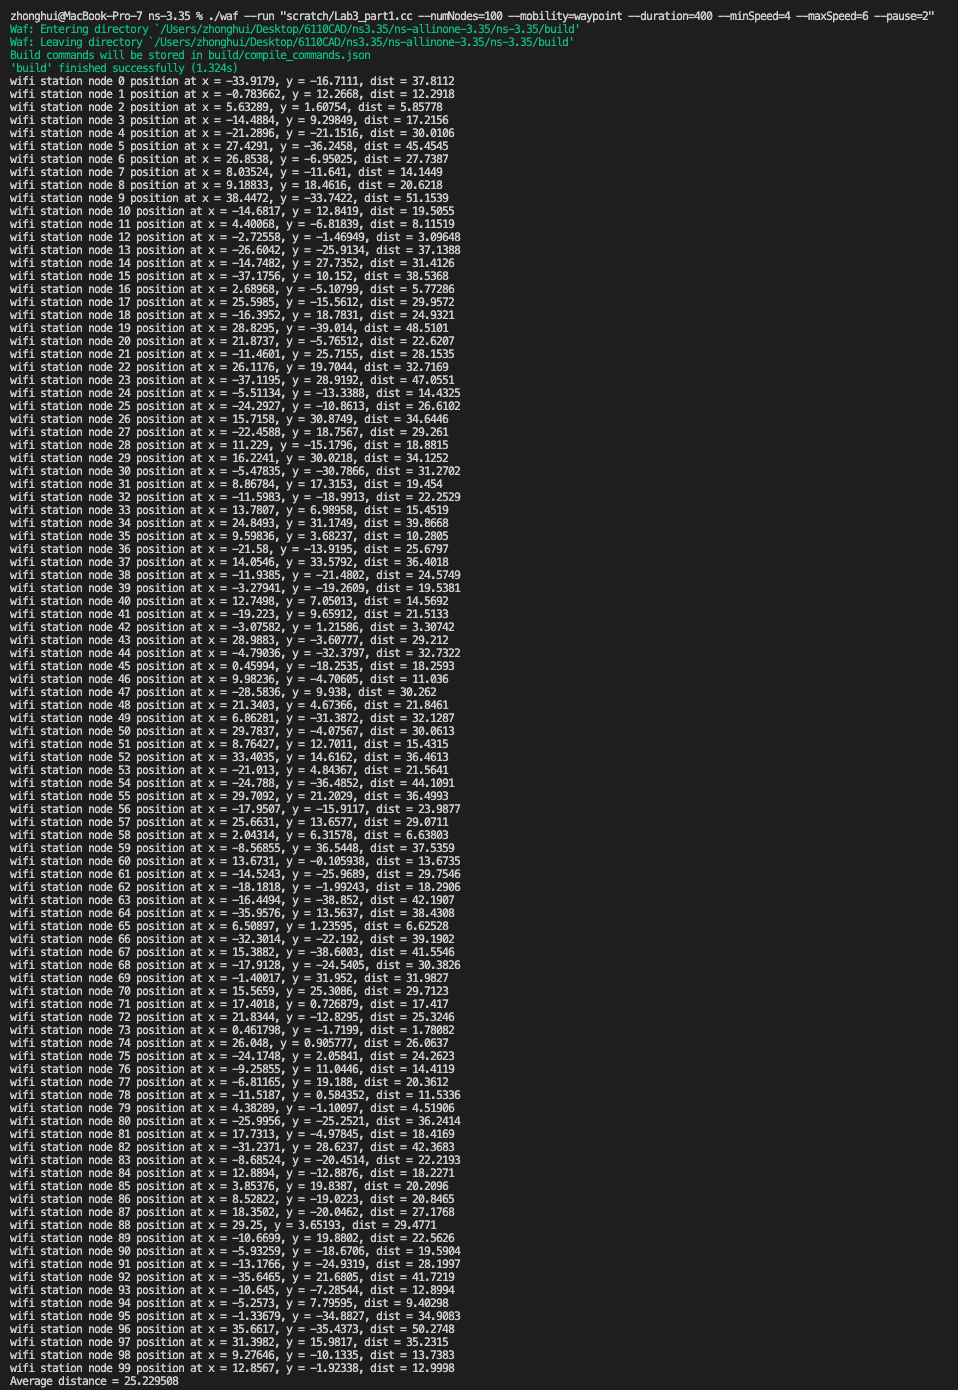 zhonghui@MacBook-Pro-7 ns-3.35 % ./waf --run "scratch/Lab3_part1.cc --numNodes=100 --mobility=waypoint --duration=400 --minSpeed=4 --maxSpeed=6 --pause=2"
Waf: Entering directory `/Users/zhonghui/Desktop/6110CAD/ns3.35/ns-allinone-3.35/ns-3.35/build'
Waf: Leaving directory `/Users/zhonghui/Desktop/6110CAD/ns3.35/ns-allinone-3.35/ns-3.35/build'
Build commands will be stored in build/compile_commands.json
'build' finished successfully (1.324s)
wifi station node 0 position at x = -33.9179, y = -16.7111, dist = 37.8112
wifi station node 1 position at x = -0.783662, y = 12.2668, dist = 12.2918
wifi station node 2 position at x = 5.63289, y = 1.60754, dist = 5.85778
wifi station node 3 position at x = -14.4884, y = 9.29849, dist = 17.2156
wifi station node 4 position at x = -21.2896, y = -21.1516, dist = 30.0106
wifi station node 5 position at x = 27.4291, y = -36.2458, dist = 45.4545
wifi station node 6 position at x = 26.8538, y = -6.95025, dist = 27.7387
wifi station node 7 position at x = 8.03524, y = -11.641, dist = 14.1449
wifi station node 8 position at x = 9.18833, y = 18.4616, dist = 20.6218
wifi station node 9 position at x = 38.4472, y = -33.7422, dist = 51.1539
wifi station node 10 position at x = -14.6817, y = 12.8419, dist = 19.5055
wifi station node 11 position at x = 4.40068, y = -6.81839, dist = 8.11519
wifi station node 12 position at x = -2.72558, y = -1.46949, dist = 3.09648
wifi station node 13 position at x = -26.6042, y = -25.9134, dist = 37.1388
wifi station node 14 position at x = -14.7482, y = 27.7352, dist = 31.4126
wifi station node 15 position at x = -37.1756, y = 10.152, dist = 38.5368
wifi station node 16 position at x = 2.68968, y = -5.10799, dist = 5.77286
wifi station node 17 position at x = 25.5985, y = -15.5612, dist = 29.9572
wifi station node 18 position at x = -16.3952, y = 18.7831, dist = 24.9321
wifi station node 19 position at x = 28.8295, y = -39.014, dist = 48.5101
wifi station node 20 position at x = 21.8737, y = -5.76512, dist = 22.6207
wifi station node 21 position at x = -11.4601, y = 25.7155, dist = 28.1535
wifi station node 22 position at x = 26.1176, y = 19.7044, dist = 32.7169
wifi station node 23 position at x = -37.1195, y = 28.9192, dist = 47.0551
wifi station node 24 position at x = -5.51134, y = -13.3388, dist = 14.4325
wifi station node 25 position at x = -24.2927, y = -10.8613, dist = 26.6102
wifi station node 26 position at x = 15.7158, y = 30.8749, dist = 34.6446
wifi station node 27 position at x = -22.4588, y = 18.7567, dist = 29.261
wifi station node 28 position at x = 11.229, y = -15.1796, dist = 18.8815
wifi station node 29 position at x = 16.2241, y = 30.0218, dist = 34.1252
wifi station node 30 position at x = -5.47835, y = -30.7866, dist = 31.2702
wifi station node 31 position at x = 8.86784, y = 17.3153, dist = 19.454
wifi station node 32 position at x = -11.5983, y = -18.9913, dist = 22.2529
wifi station node 33 position at x = 13.7807, y = 6.98958, dist = 15.4519
wifi station node 34 position at x = 24.8493, y = 31.1749, dist = 39.8668
wifi station node 35 position at x = 9.59836, y = 3.68237, dist = 10.2805
wifi station node 36 position at x = -21.58, y = -13.9195, dist = 25.6797
wifi station node 37 position at x = 14.0546, y = 33.5792, dist = 36.4018
wifi station node 38 position at x = -11.9385, y = -21.4802, dist = 24.5749
wifi station node 39 position at x = -3.27941, y = -19.2609, dist = 19.5381
wifi station node 40 position at x = 12.7498, y = 7.05013, dist = 14.5692
wifi station node 41 position at x = -19.223, y = 9.65912, dist = 21.5133
wifi station node 42 position at x = -3.07582, y = 1.21586, dist = 3.30742
wifi station node 43 position at x = 28.9883, y = -3.60777, dist = 29.212
wifi station node 44 position at x = -4.79036, y = -32.3797, dist = 32.7322
wifi station node 45 position at x = 0.45994, y = -18.2535, dist = 18.2593
wifi station node 46 position at x = 9.98236, y = -4.70605, dist = 11.036
wifi station node 47 position at x = -28.5836, y = 9.938, dist = 30.262
wifi station node 48 position at x = 21.3403, y = 4.67366, dist = 21.8461
wifi station node 49 position at x = 6.86281, y = -31.3872, dist = 32.1287
wifi station node 50 position at x = 29.7837, y = -4.07567, dist = 30.0613
wifi station node 51 position at x = 8.76427, y = 12.7011, dist = 15.4315
wifi station node 52 position at x = 33.4035, y = 14.6162, dist = 36.4613
wifi station node 53 position at x = -21.013, y = 4.84367, dist = 21.5641
wifi station node 54 position at x = -24.788, y = -36.4852, dist = 44.1091
wifi station node 55 position at x = 29.7092, y = 21.2029, dist = 36.4993
wifi station node 56 position at x = -17.9507, y = -15.9117, dist = 23.9877
wifi station node 57 position at x = 25.6631, y = 13.6577, dist = 29.0711
wifi station node 58 position at x = 2.04314, y = 6.31578, dist = 6.63803
wifi station node 59 position at x = -8.56855, y = 36.5448, dist = 37.5359
wifi station node 60 position at x = 13.6731, y = -0.105938, dist = 13.6735
wifi station node 61 position at x = -14.5243, y = -25.9689, dist = 29.7546
wifi station node 62 position at x = -18.1818, y = -1.99243, dist = 18.2906
wifi station node 63 position at x = -16.4494, y = -38.852, dist = 42.1907
wifi station node 64 position at x = -35.9576, y = 13.5637, dist = 38.4308
wifi station node 65 position at x = 6.50897, y = 1.23595, dist = 6.62528
wifi station node 66 position at x = -32.3014, y = -22.192, dist = 39.1902
wifi station node 67 position at x = 15.3882, y = -38.6003, dist = 41.5546
wifi station node 68 position at x = -17.9128, y = -24.5405, dist = 30.3826
wifi station node 69 position at x = -1.40017, y = 31.952, dist = 31.9827
wifi station node 70 position at x = 15.5659, y = 25.3086, dist = 29.7123
wifi station node 71 position at x = 17.4018, y = 0.726879, dist = 17.417
wifi station node 72 position at x = 21.8344, y = -12.8295, dist = 25.3246
wifi station node 73 position at x = 0.461798, y = -1.7199, dist = 1.78082
wifi station node 74 position at x = 26.048, y = 0.905777, dist = 26.0637
wifi station node 75 position at x = -24.1748, y = 2.05841, dist = 24.2623
wifi station node 76 position at x = -9.25855, y = 11.0446, dist = 14.4119
wifi station node 77 position at x = -6.81165, y = 19.188, dist = 20.3612
wifi station node 78 position at x = -11.5187, y = 0.584352, dist = 11.5336
wifi station node 79 position at x = 4.38289, y = -1.10097, dist = 4.51906
wifi station node 80 position at x = -25.9956, y = -25.2521, dist = 36.2414
wifi station node 81 position at x = 17.7313, y = -4.97845, dist = 18.4169
wifi station node 82 position at x = -31.2371, y = 28.6237, dist = 42.3683
wifi station node 83 position at x = -8.68524, y = -20.4514, dist = 22.2193
wifi station node 84 position at x = 12.8894, y = -12.8876, dist = 18.2271
wifi station node 85 position at x = 3.85376, y = 19.8387, dist = 20.2096
wifi station node 86 position at x = 8.52822, y = -19.0223, dist = 20.8465
wifi station node 87 position at x = 18.3502, y = -20.0462, dist = 27.1768
wifi station node 88 position at x = 29.25, y = 3.65193, dist = 29.4771
wifi station node 89 position at x = -10.6699, y = 19.8802, dist = 22.5626
wifi station node 90 position at x = -5.93259, y = -18.6706, dist = 19.5904
wifi station node 91 position at x = -13.1766, y = -24.9319, dist = 28.1997
wifi station node 92 position at x = -35.6465, y = 21.6805, dist = 41.7219
wifi station node 93 position at x = -10.645, y = -7.28544, dist = 12.8994
wifi station node 94 position at x = -5.2573, y = 7.79595, dist = 9.40298
wifi station node 95 position at x = -1.33679, y = -34.8827, dist = 34.9083
wifi station node 96 position at x = 35.6617, y = -35.4373, dist = 50.2748
wifi station node 97 position at x = 31.3982, y = 15.9817, dist = 35.2315
wifi station node 98 position at x = 9.27646, y = -10.1335, dist = 13.7383
wifi station node 99 position at x = 12.8567, y = -1.92338, dist = 12.9998
Average distance = 25.229508